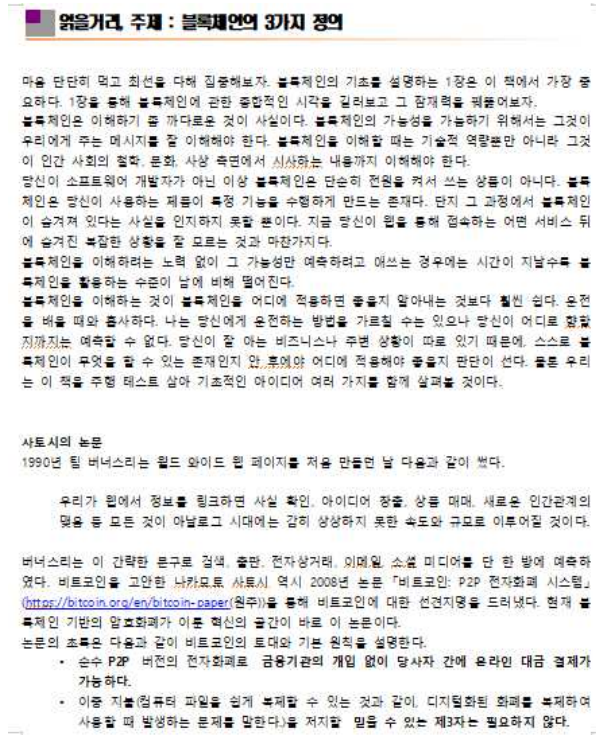 읽을거리, 주제 : 블록체인의 3가지 정의
마음 단단히 먹고 최선을 다해 집중해보자. 블록체인의 기초를 설명하는 1장은 이 책에서 가장 중
요하다. 1장을 통해 블록체인에 관한 종합적인 시각을 길러보고 그 잠재력을 꿰뚫어보자.
블록체인은 이해하기 좀 까다로운 것이 사실이다. 블록체인의 가능성을 가늠하기 위해서는 그것이
우리에게 주는 메시지를 잘 이해해야 한다. 블록체인을 이해할 때는 기술적 역량뿐만 아니라 그것
이 인간 사회의 철학, 문화, 사상 측면에서 시사하는 내용까지 이해해야 한다.
당신이 소프트웨어 개발자가 아닌 이상 블록체인은 단순히 전원을 켜서 쓰는 상품이 아니다. 블록
체인은 당신이 사용하는 제품이 특정 기능을 수행하게 만드는 존재다. 단지 그 과정에서 블록체인
이 숨겨져 있다는 사실을 인지하지 못할 뿐이다. 지금 당신이 웹을 통해 접속하는 어떤 서비스 뒤
에 숨겨진 복잡한 상황을 잘 모르는 것과 마찬가지다.
블록체인을 이해하려는 노력 없이 그 가능성만 예측하려고 애쓰는 경우에는 시간이 지날수록 블
록체인을 활용하는 수준이 남에 비해 떨어진다.
블록체인을 이해하는 것이 블록체인을 어디에 적용하면 좋을지 알아내는 것보다 훨씬 쉽다. 운전
을 배울 때와 흡사하다. 나는 당신에게 운전하는 방법을 가르칠 수는 있으나 당신이 어디로 향할
지까지는 예측할 수 없다. 당신이 잘 아는 비즈니스나 주변 상황이 따로 있기 때문에, 스스로 블
록체인이 무엇을 할 수 있는 존재인지 안 후에야 어디에 적용해야 좋을지 판단이 선다. 물론 우리
는 이 책을 주행 테스트 삼아 기초적인 아이디어 여러 가지를 함께 살펴볼 것이다.
사토시의 논문
1990년 팀 버너스리는 월드 와이드 웹 페이지를 처음 만들던 날 다음과 같이 썼다.
우리가 웹에서 정보를 링크하면 사실 확인, 아이디어 창출, 상품 매매, 새로운 인간관계의
맺음 등 모든 것이 아날로그 시대에는 감히 상상하지 못한 속도와 규모로 이루어질 것이다.
버너스리는 이 간략한 문구로 검색, 출판, 전자상거래, 이메일, 소셜 미디어를 단 한 방에 예측하
였다. 비트코인을 고안한 나카모토 사토시 역시 2008년 논문 「비트코인: P2P 전자화폐 시스템」
(https://bitcoin.org/en/bitcoin-paper(원주))을 통해 비트코인에 대한 선견지명을 드러냈다. 현재 블
록체인 기반의 암호화폐가 이룬 혁신의 골간이 바로 이 논문이다.
논문의 초록은 다음과 같이 비트코인의 토대와 기본 원칙을 설명한다.
• 순수 P2P 버전의 전자화폐로 금융기관의 개입 없이 당사자 간에 온라인 대금 결제가
가능하다.
• 이중 지불(컴퓨터 파일을 쉽게 복제할 수 있는 것과 같이, 디지털화된 화폐를 복제하여
사용할 때 발생하는 문제를 말한다.)을 저지할 믿을 수 있는 제3자는 필요하지 않다.